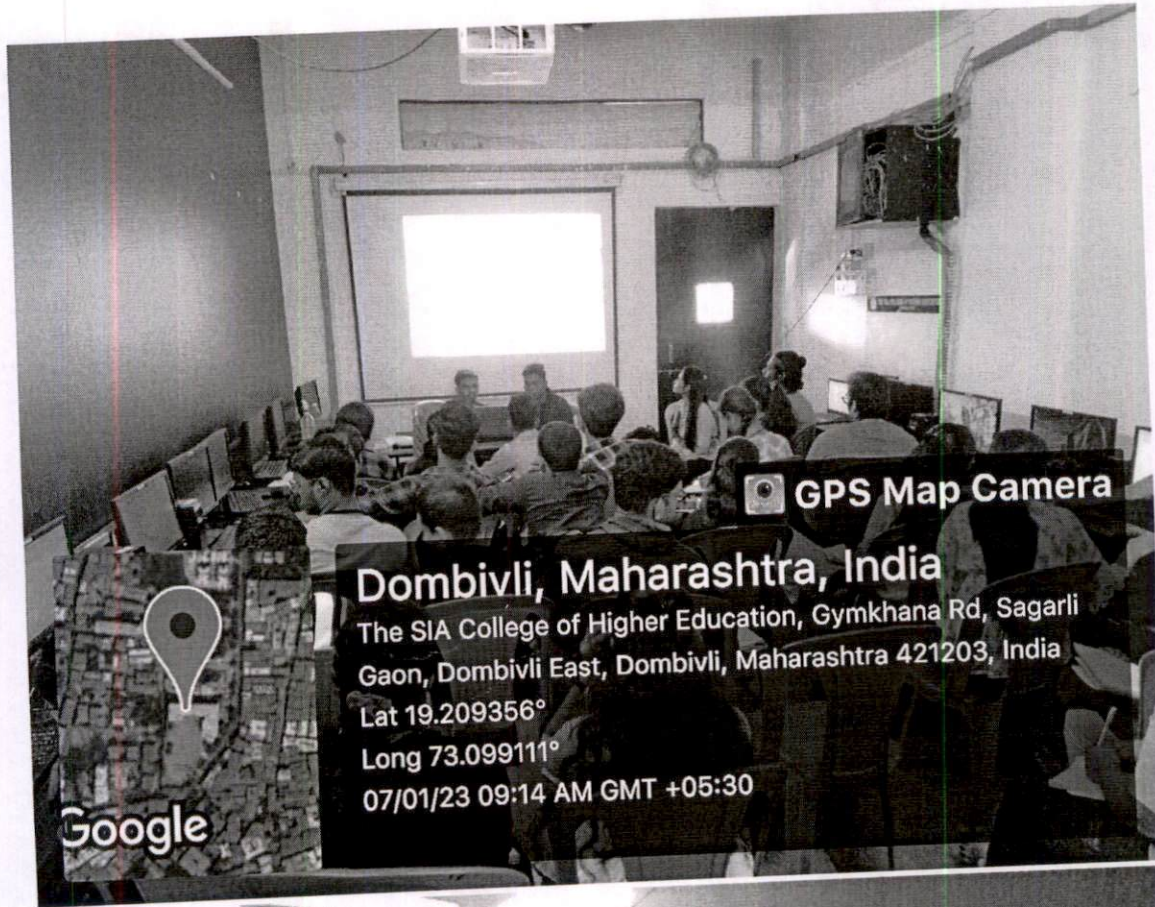 GPS Map Camera
Dombivli, Maharashtra, India
The SIA College of Higher Education, Gymkhana Rd, Sagarli
Gaon, Dombivli East, Dombivli, Maharashtra 421203, India
Lat 19.209356°
Long 73.099111°
07/01/23 09:14 AM GMT +05:30
Google